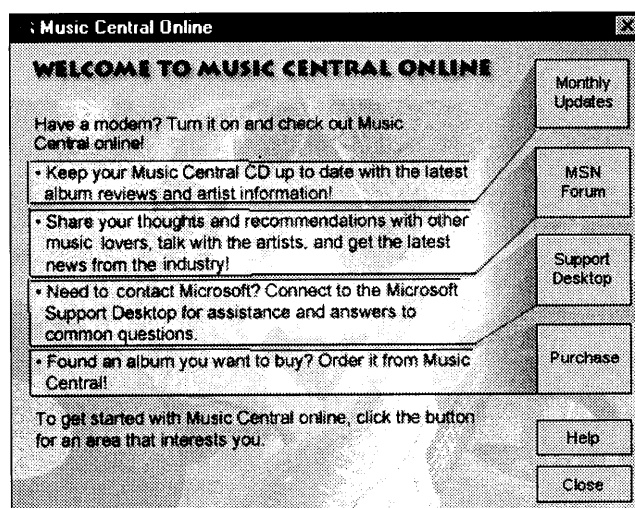 Music Central Online
WELCOME TO MUSIC CENTRAL ONLINE
Have a modem? Turn it on and check out Music
Central online!
• Keep your Music Central CD up to date with the latest
album reviews and artist information!
• Share your thoughts and recommendations with other
music lovers, talk with the artists, and get the latest
news from the industry!
• Need to contact Microsoft? Connect to the Microsoft
Support Desktop for assistance and answers to
common questions.
• Found an album you want to buy? Order it from Music
Central!
To get started with Music Central online, click the button
for an area that interests you.
Monthly
Updates
MSN
Forum
Support
Desktop
Purchase
Help
Close